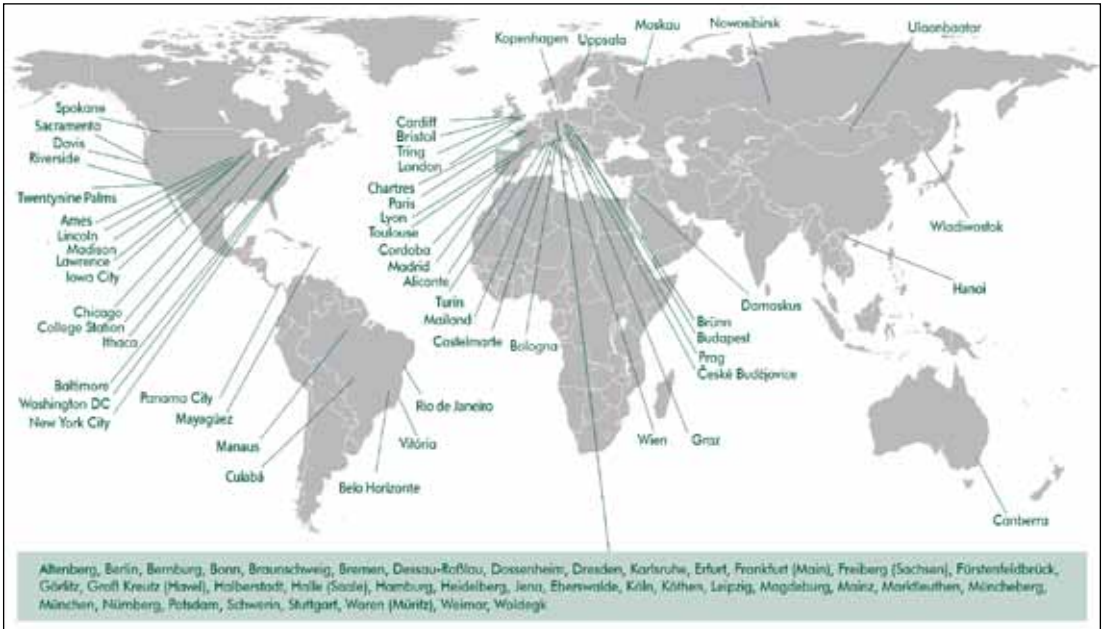 Kopenhagen
Uppsala
Moskau
Nowosibirsk
Ulaanbaatar
Spokane
Sacramento
Davis
Riverside
Twentynine Palms
Ames
Lincoln
Madison
Lawrence
Iowa City
Chicago
College Station
Ithaca
Baltimore
Washington DC
New York City
Panama City
Mayagüez
Manaus
Cuiabá
Belo Horizonte
Vitória
Rio de Janeiro
Cardiff
Bristol
Tring
London
Chartres
Paris
Lyon
Toulouse
Cordoba
Madrid
Alicante
Turin
Mailand
Castelmarte
Bologna
Wien
Graz
Brünn
Budapest
Prag
České Budějovice
Damaskus
Wladiwostok
Hanoi
Canberra
Altenberg, Berlin, Bernburg, Bonn, Braunschweig, Bremen, Dessau-Roßlau, Dossenheim, Dresden, Karlsruhe, Erfurt, Frankfurt (Main), Freiberg (Sachsen), Fürstenfeldbrück,
Görlitz, Groß Kreutz (Havel), Halberstadt, Halle (Saale), Hamburg, Heidelberg, Jena, Eberswalde, Köln, Köthen, Leipzig, Magdeburg, Mainz, Marktleuthen, Müncheberg,
München, Nürnberg, Potsdam, Schwerin, Stuttgart, Waren (Müritz), Weimar, Woldegk